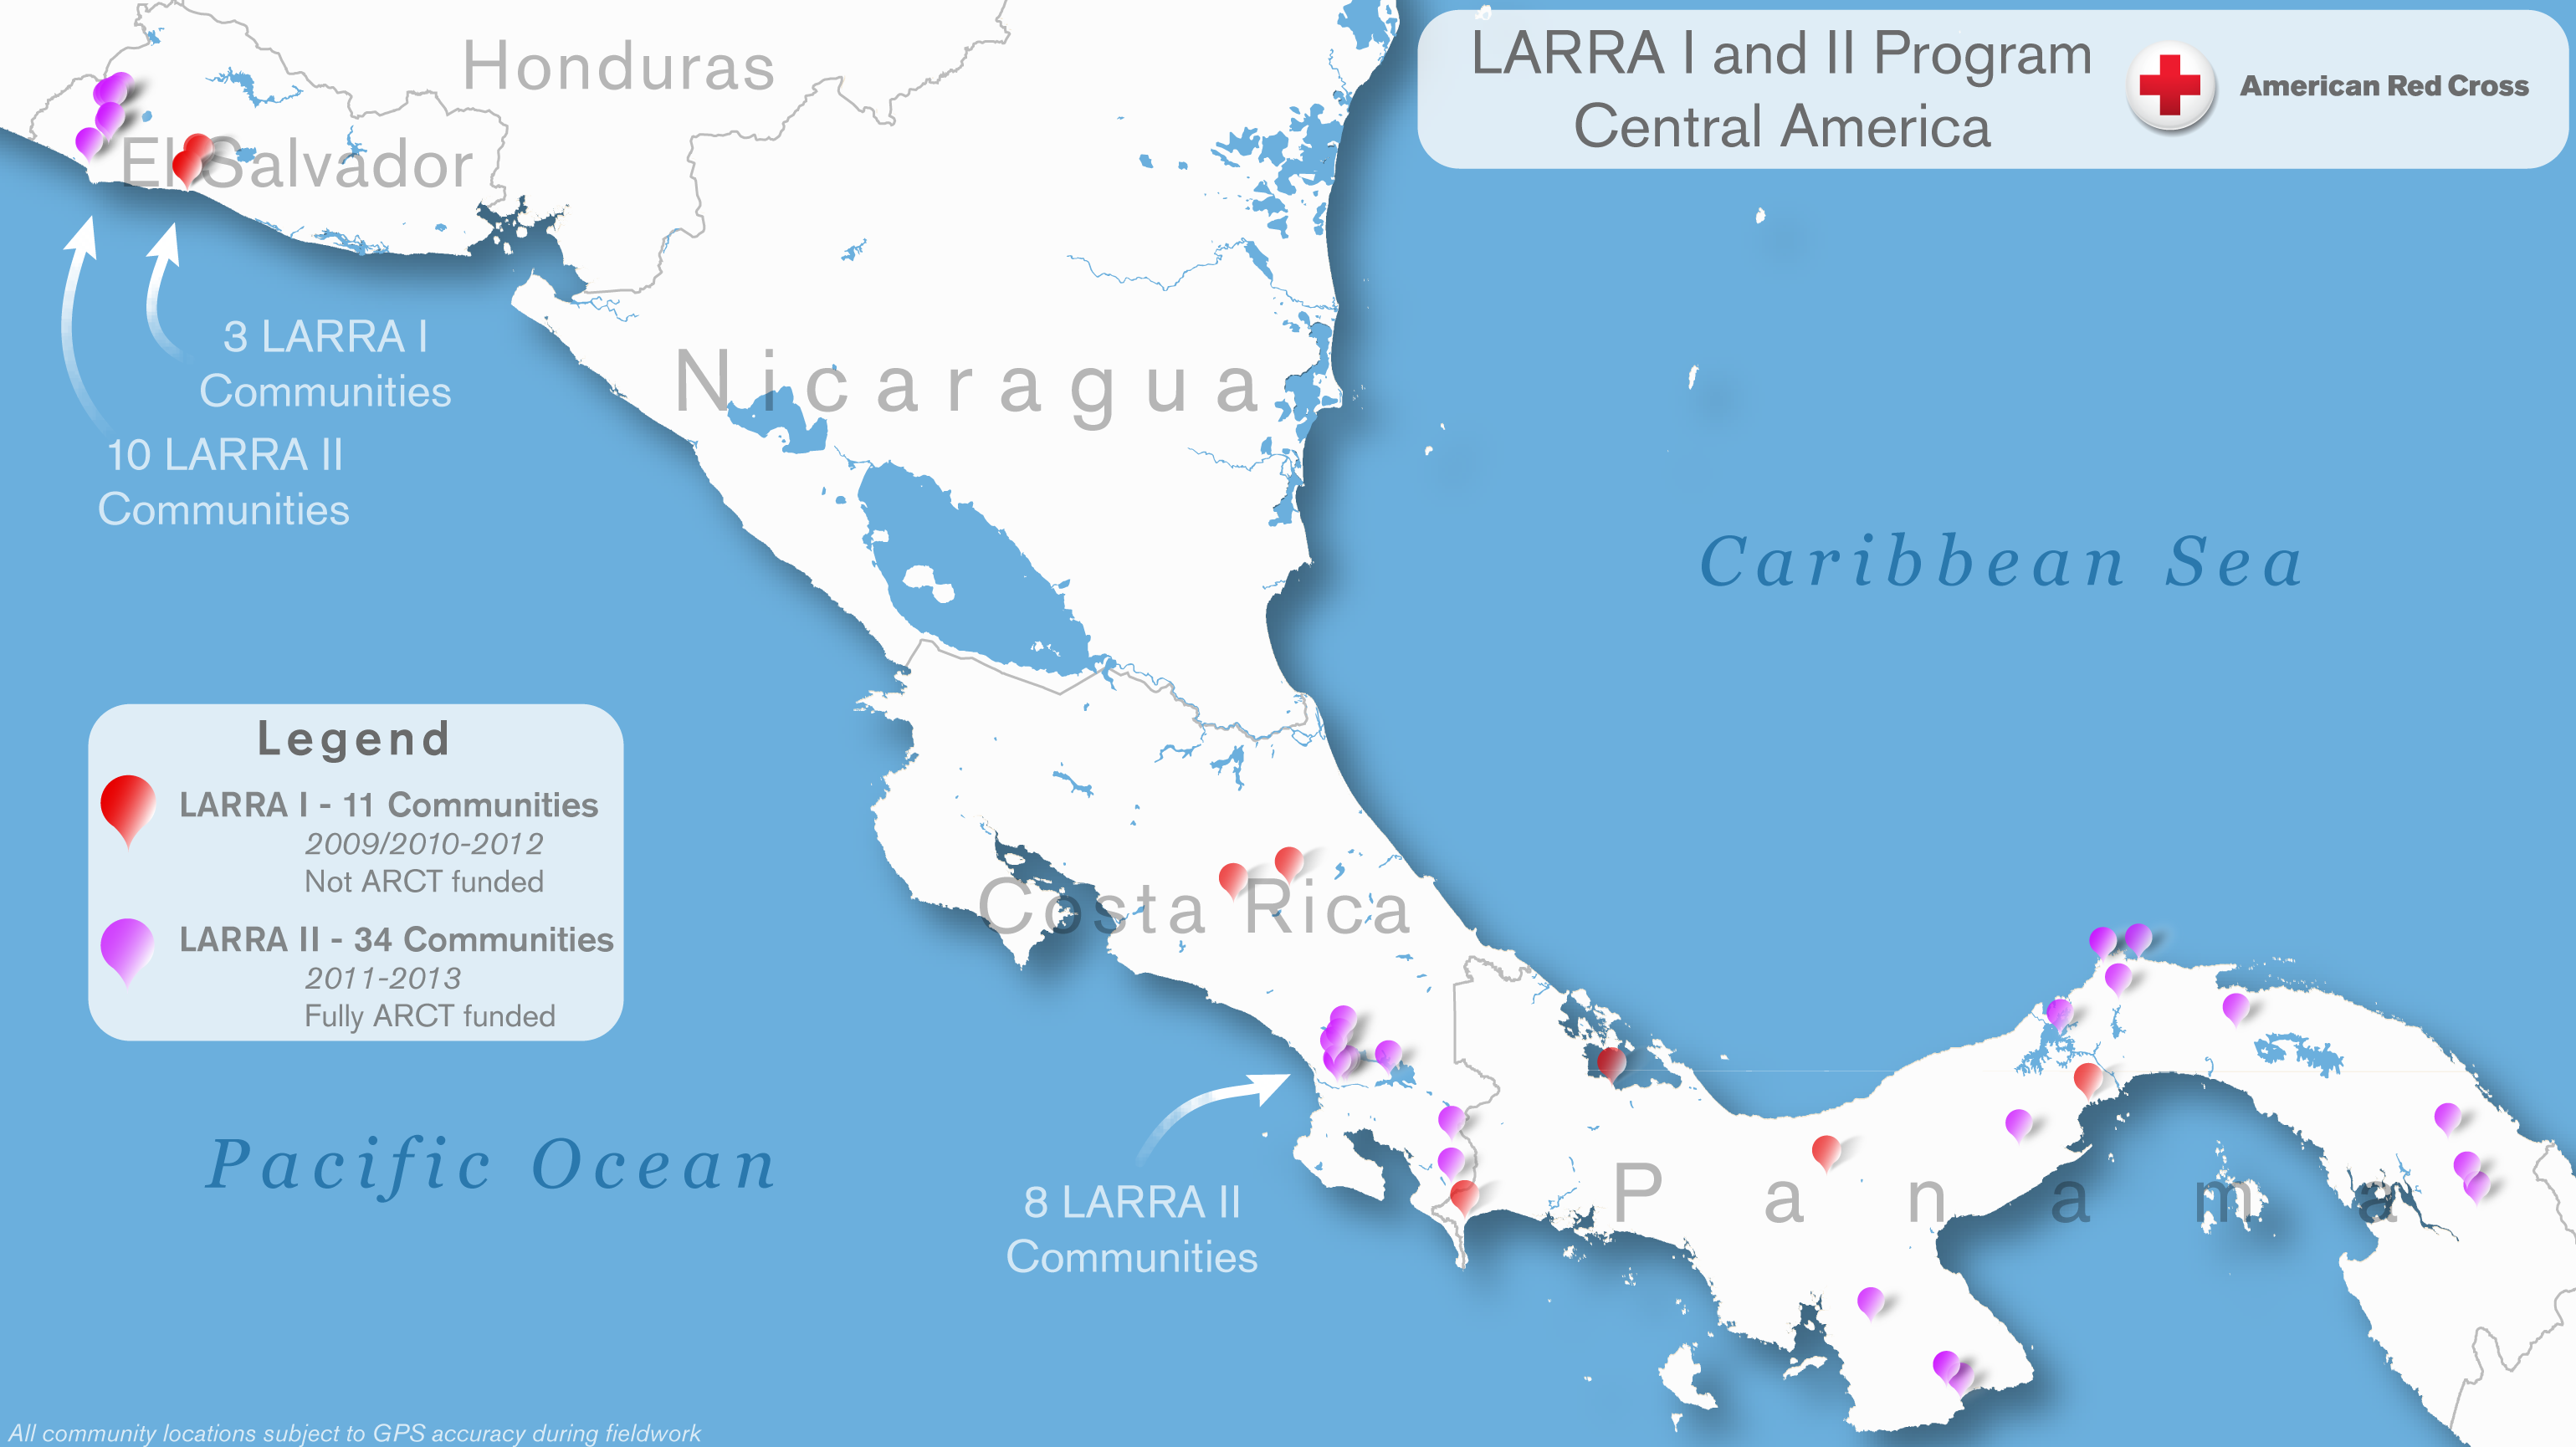 LARRA I and II Program
Central America
American Red Cross
Honduras
El Salvador
3 LARRA I
Communities
10 LARRA II
Communities
Nicaragua
Caribbean Sea
Legend
LARRA I - 11 Communities
2009/2010-2012
Not ARCT funded
LARRA II - 34 Communities
2011-2013
Fully ARCT funded
Costa Rica
Pacific Ocean
8 LARRA II
Communities
Panama
All community locations subject to GPS accuracy during fieldwork